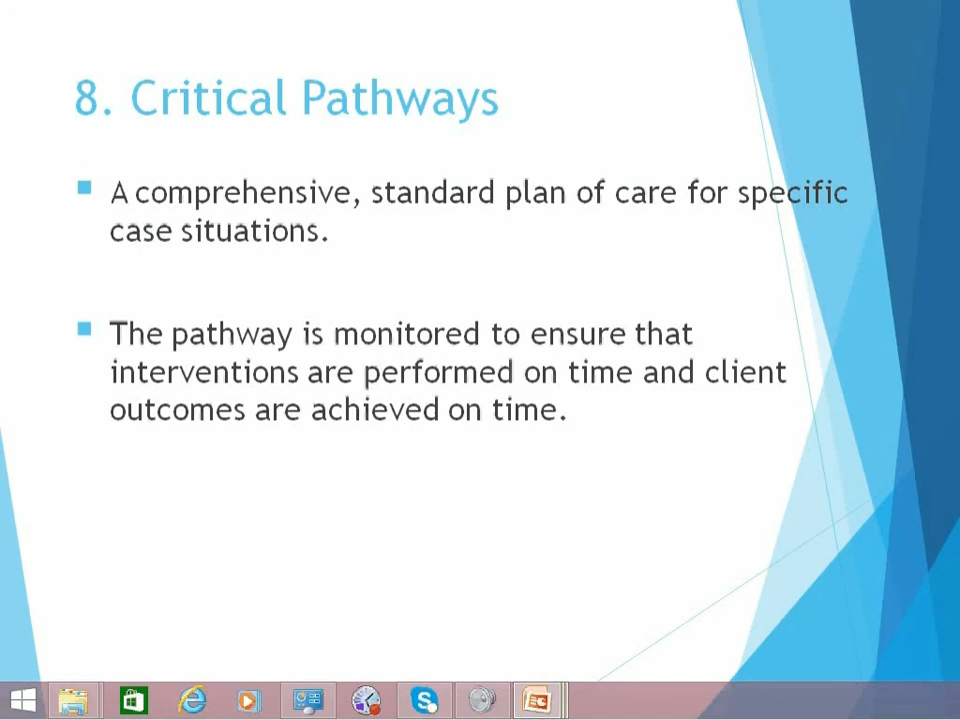 8. Critical Pathways
A comprehensive, standard plan of care for specific
case situations.
The pathway is monitored to ensure that
interventions are performed on time and client
outcomes are achieved on time.